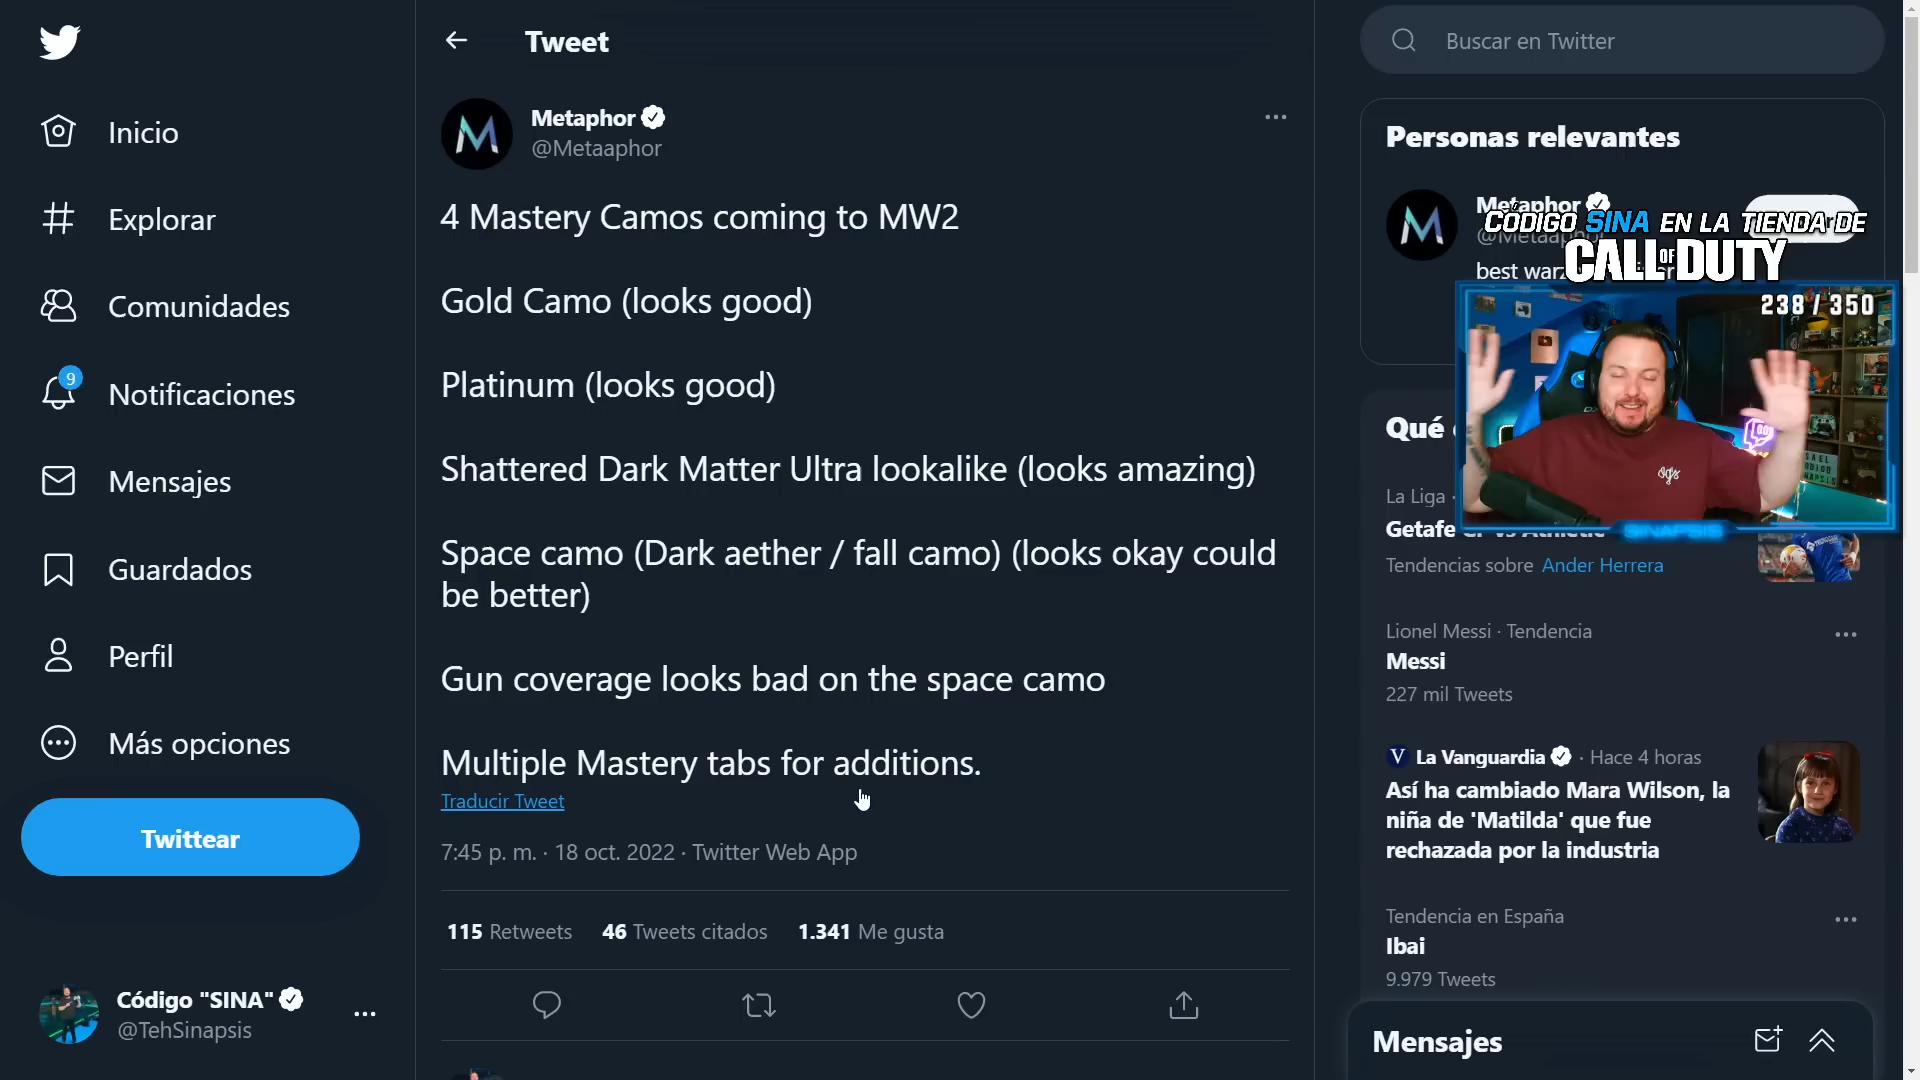 Inicio
Explorar
Comunidades
9
Notificaciones
Mensajes
Guardados
Perfil
Más opciones
Twittear
Código "SINA"
@TehSinapsis
Tweet
Metaphor
@Metaaphor
4 Mastery Camos coming to MW2
Gold Camo (looks good)
Platinum (looks good)
Shattered Dark Matter Ultra lookalike (looks amazing)
Space camo (Dark aether / fall camo) (looks okay could
be better)
Gun coverage looks bad on the space camo
Multiple Mastery tabs for additions.
Traducir Tweet
7:45 p. m. · 18 oct. 2022 · Twitter Web App
115 Retweets 46 Tweets citados 1.341 Me gusta
Buscar en Twitter
Personas relevantes
Metaphor
CÓDIGO SINA EN LA TIENDA DE
CALL OF DUTY
best
238 / 350
SINAPSIS
Qué
La Liga ·
Getafe CF vs Athletic
Tendencias sobre Ander Herrera
Lionel Messi · Tendencia
Messi
227 mil Tweets
La Vanguardia · Hace 4 horas
Así ha cambiado Mara Wilson, la
niña de 'Matilda' que fue
rechazada por la industria
Tendencia en España
Ibai
9.979 Tweets
Mensajes